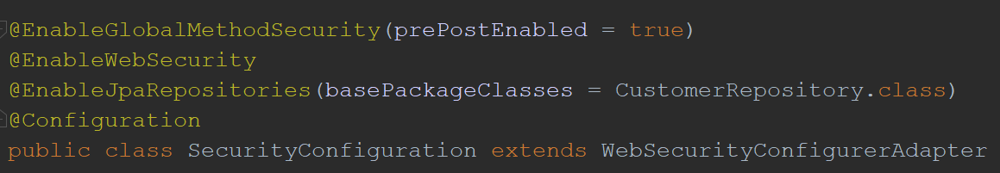 @EnableGlobalMethodSecurity(prePostEnabled = true)
@EnableWebSecurity
@EnableJpaRepositories(basePackageClasses = CustomerRepository.class)
@Configuration
public class SecurityConfiguration extends WebSecurityConfigurerAdapter